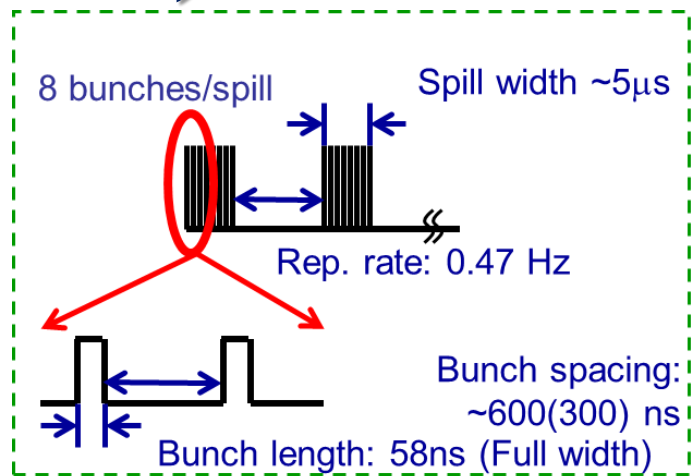 8 bunches/spill
Spill width ~5μs
Rep. rate: 0.47 Hz
Bunch spacing:
~600(300) ns
Bunch length: 58ns (Full width)